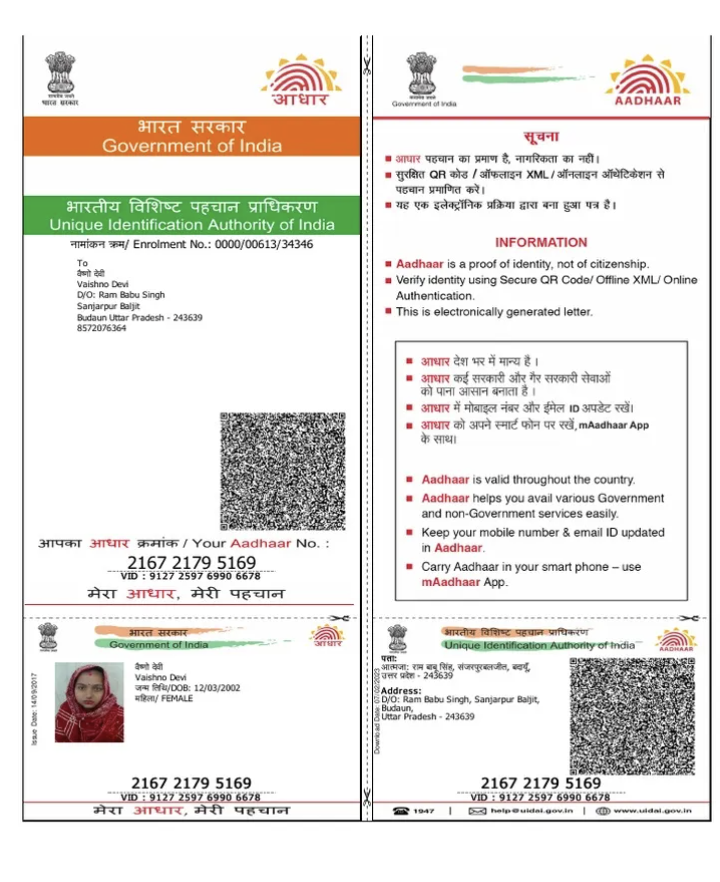 भारत सरकार
आधार
भारत सरकार
Government of India
भारतीय विशिष्ट पहचान प्राधिकरण
Unique Identification Authority of India
नामांकन क्रम/ Enrolment No.: 0000/00613/34346
To
वैष्णो देवी
Vaishno Devi
D/O: Ram Babu Singh
Sanjarpur Baljit
Budaun Uttar Pradesh - 243639
8572076364
आपका आधार क्रमांक / Your Aadhaar No. :
2167 2179 5169
VID : 9127 2597 6990 6678
मेरा आधार, मेरी पहचान
Government of India
AADHAAR
सूचना
आधार पहचान का प्रमाण है, नागरिकता का नहीं।
सुरक्षित QR कोड / ऑफलाइन XML / ऑनलाइन ऑथेंटिकेशन से
पहचान प्रमाणित करें।
यह एक इलेक्ट्रॉनिक प्रक्रिया द्वारा बना हुआ पत्र है।
INFORMATION
Aadhaar is a proof of identity, not of citizenship.
Verify identity using Secure QR Code/ Offline XML/ Online
Authentication.
This is electronically generated letter.
आधार देश भर में मान्य है ।
आधार कई सरकारी और गैर सरकारी सेवाओं
को पाना आसान बनाता है ।
आधार में मोबाइल नंबर और ईमेल ID अपडेट रखें।
आधार को अपने स्मार्ट फोन पर रखें, mAadhaar App
के साथ।
Aadhaar is valid throughout the country.
Aadhaar helps you avail various Government
and non-Government services easily.
Keep your mobile number & email ID updated
in Aadhaar.
Carry Aadhaar in your smart phone – use
mAadhaar App.
भारत सरकार
Government of India
आधार
Issue Date: 14/09/2017
वैष्णो देवी
Vaishno Devi
जन्म तिथि/DOB: 12/03/2002
महिला/ FEMALE
2167 2179 5169
VID : 9127 2597 6990 6678
मेरा आधार, मेरी पहचान
भारतीय विशिष्ट पहचान प्राधिकरण
Unique Identification Authority of India
AADHAAR
पता:
आत्मजा: राम बाबू सिंह, संजरपुरबलजीत, बदायूँ,
उत्तर प्रदेश - 243639
Address:
D/O: Ram Babu Singh, Sanjarpur Baljit,
Budaun,
Uttar Pradesh - 243639
Download Date:
2167 2179 5169
VID : 9127 2597 6990 6678
1947 | help@uidai.gov.in | www.uidai.gov.in